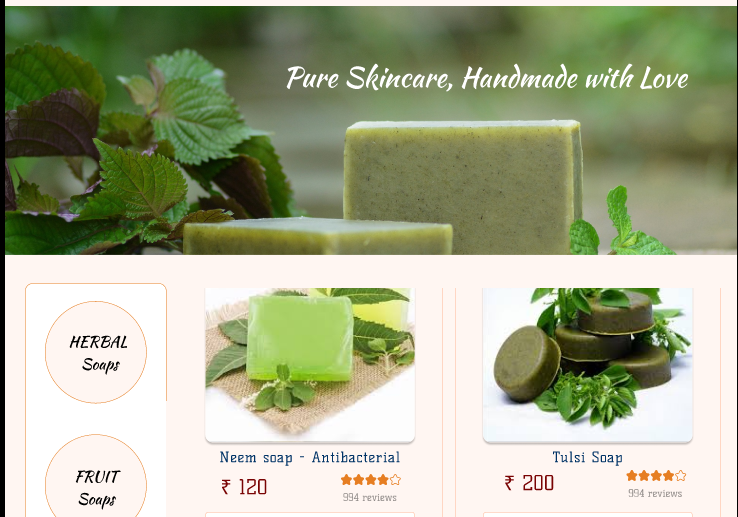 Pure Skincare, Handmade with Love
HERBAL
Soaps
FRUIT
Soaps
Neem soap - Antibacterial
₹ 120
994 reviews
Tulsi Soap
₹ 200
994 reviews